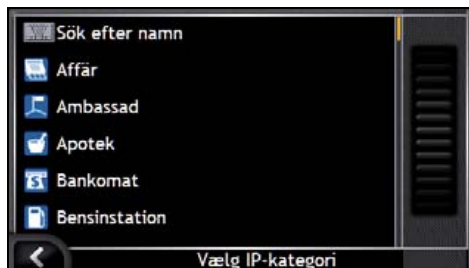 Sök efter namn
Affär
Ambassad
Apotek
Bankomat
Bensinstation
Vælg IP-kategori